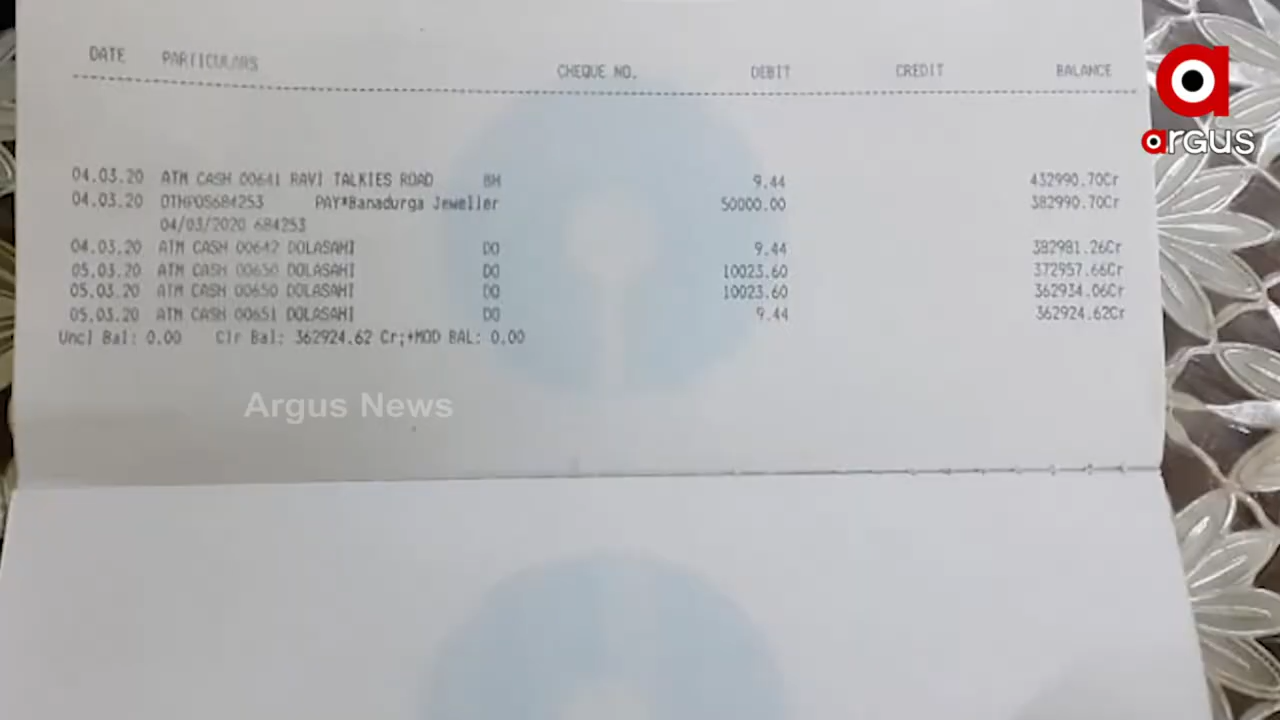 DATE PARTICULARS CHEQUE NO. DEBIT CREDIT BALANCE
04.03.20 ATM CASH 00641 RAVI TALKIES ROAD BH 9.44 432990.70Cr
04.03.20 OTHPOS684253 PAY*Banadurga Jeweller 50000.00 382990.70Cr
04/03/2020 684253
04.03.20 ATM CASH 00642 DOLASAHI DO 9.44 382981.26Cr
05.03.20 ATM CASH 00650 DOLASAHI DO 10023.60 372957.66Cr
05.03.20 ATM CASH 00650 DOLASAHI DO 10023.60 362934.06Cr
05.03.20 ATM CASH 00651 DOLASAHI DO 9.44 362924.62Cr
Uncl Bal: 0.00 Clr Bal: 362924.62 Cr;+MOD BAL: 0.00
Argus News
a
argus